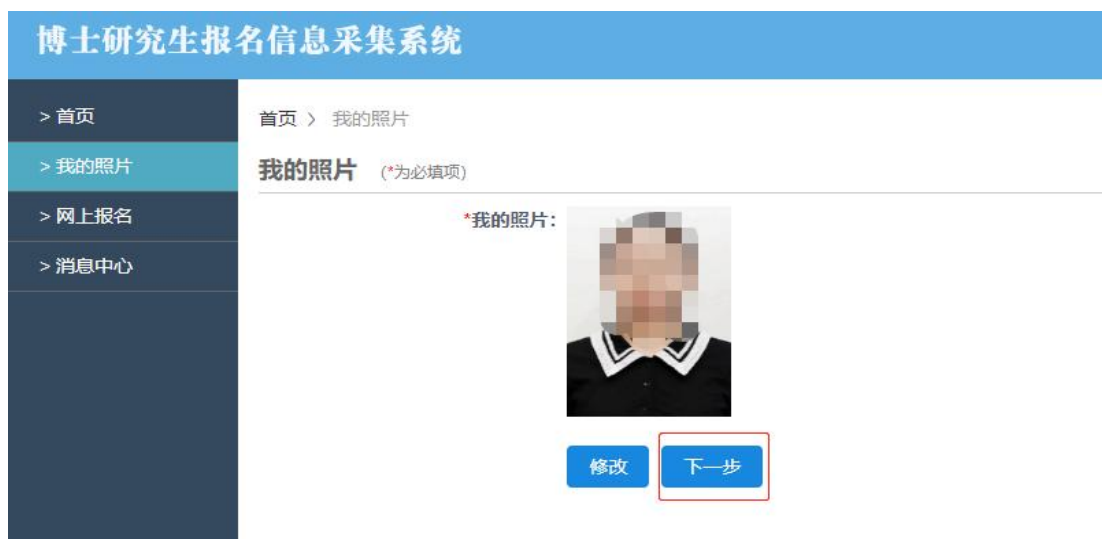 博士研究生报名信息采集系统
> 首页
> 我的照片
> 网上报名
> 消息中心
首页 〉 我的照片
我的照片 (*为必填项)
*我的照片：
修改 下一步